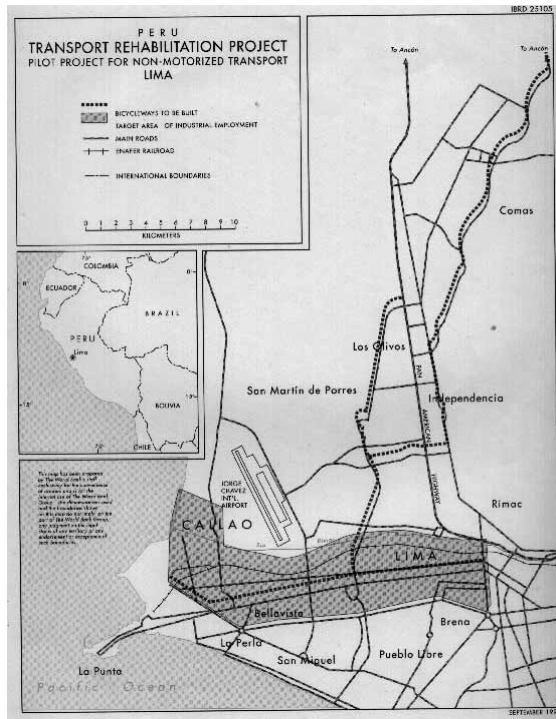 IBRD 25105
PERU
TRANSPORT REHABILITATION PROJECT
PILOT PROJECT FOR NON-MOTORIZED TRANSPORT
LIMA
BICYCLEWAYS TO BE BUILT
TARGET AREA OF INDUSTRIAL EMPLOYMENT
MAIN ROADS
ENAFER RAILROAD
INTERNATIONAL BOUNDARIES
0 1 2 3 4 5 6 7 8 9 10
KILOMETERS
To Ancón
To Ancón
Comas
COLOMBIA
ECUADOR
BRAZIL
PERU
Lima
BOLIVIA
CHILE
Los Olivos
San Martín de Porres
PAN
AMERICAN
HIGHWAY
Independencia
JORGE
CHAVEZ
INT'L.
AIRPORT
Rimac
CALLAO
LIMA
Bellavista
La Perla
San Miguel
Pueblo Libre
Brena
La Punta
Pacific Ocean
SEPTEMBER